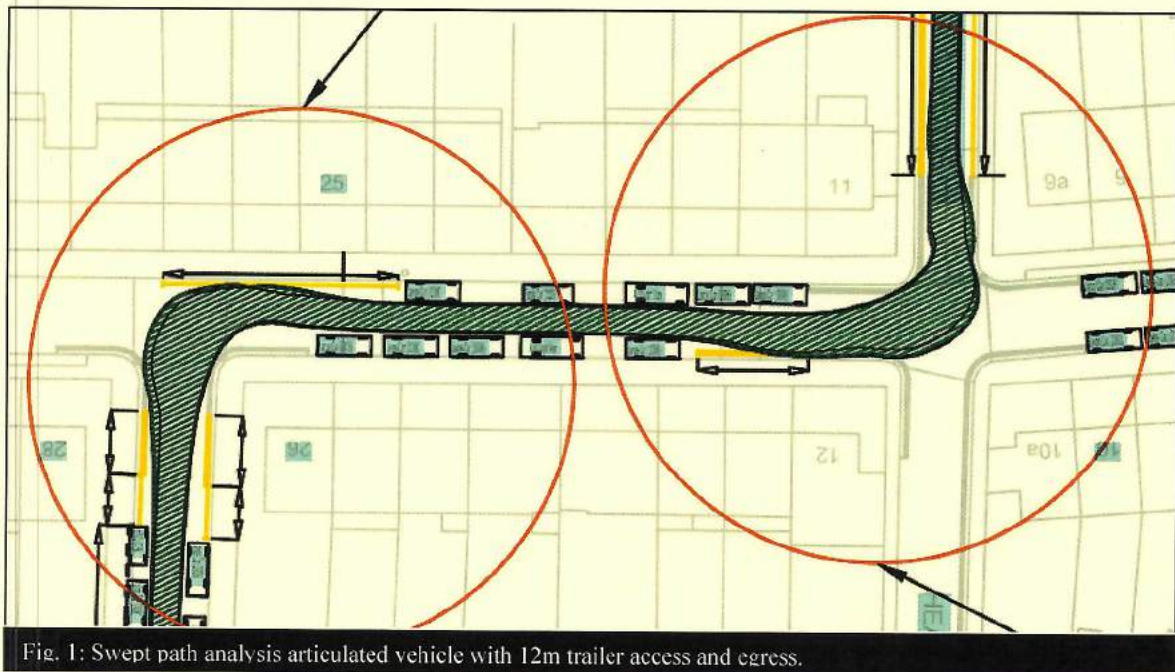 25
11
9a
28
26
12
10a
10
Fig. 1: Swept path analysis articulated vehicle with 12m trailer access and egress.